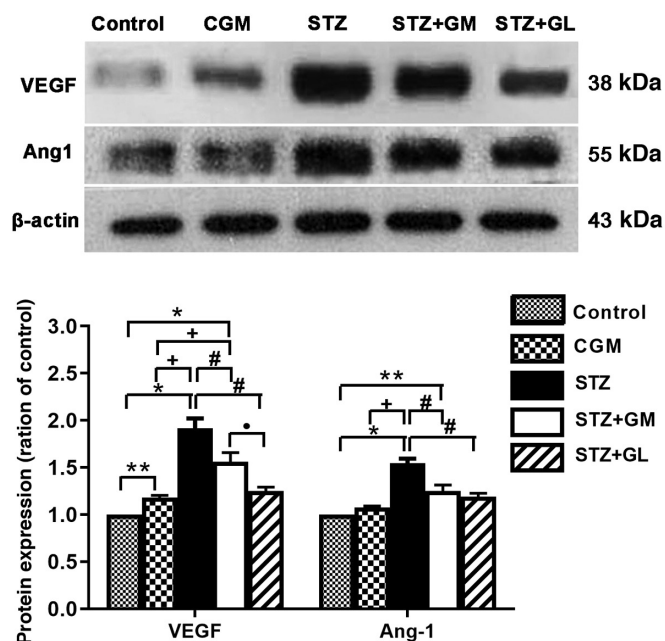 Control CGM STZ STZ+GM STZ+GL
VEGF 38 kDa
Ang1 55 kDa
β-actin 43 kDa
Protein expression (ration of control)
3.0
2.5
2.0
1.5
1.0
0.5
0.0
* + + # * # • **
** + # * #
VEGF Ang-1
Control
CGM
STZ
STZ+GM
STZ+GL